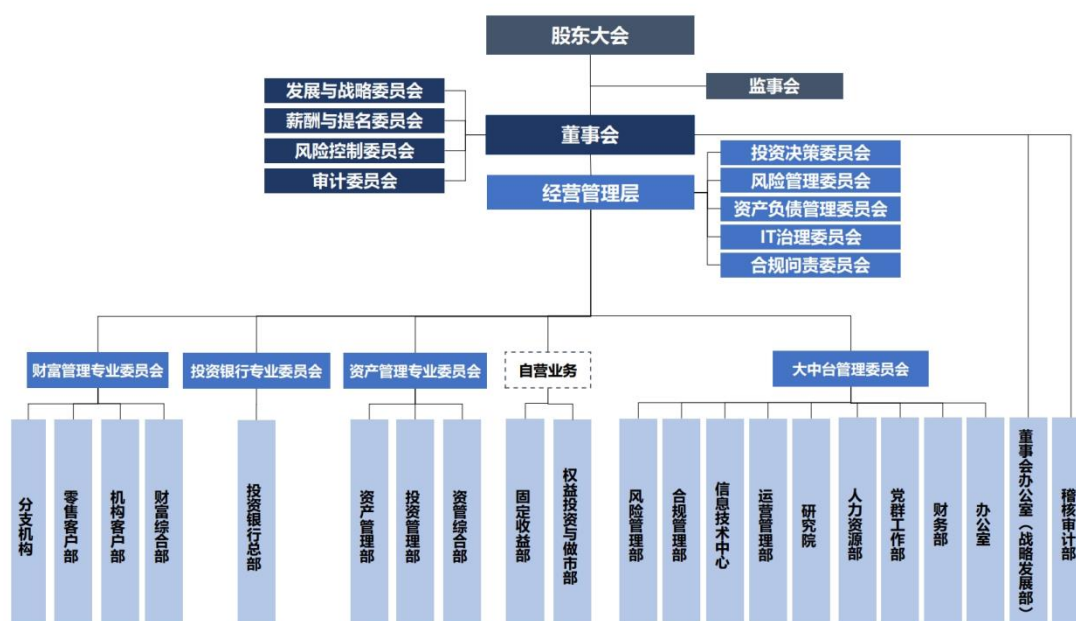 股东大会
监事会
发展与战略委员会
薪酬与提名委员会
风险控制委员会
审计委员会
董事会
经营管理层
投资决策委员会
风险管理委员会
资产负债管理委员会
IT治理委员会
合规问责委员会
财富管理专业委员会
投资银行专业委员会
资产管理专业委员会
自营业务
大中台管理委员会
分支机构
零售客户部
机构客户部
财富综合部
投资银行总部
资产管理部
投资管理部
资管综合部
固定收益部
权益投资与做市部
风险管理部
合规管理部
信息技术中心
运营管理部
研究院
人力资源部
党群工作部
财务部
办公室
董事会办公室（战略发展部）
稽核审计部